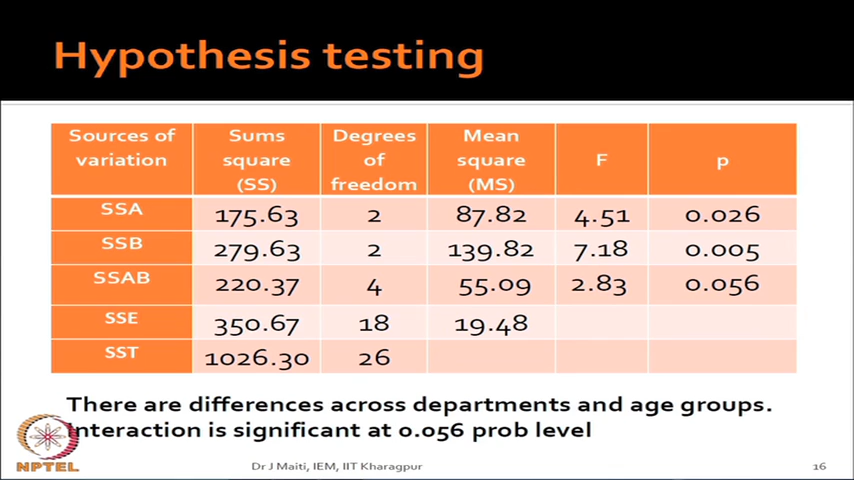 Hypothesis testing
Sources of variation Sums square (SS) Degrees of freedom Mean square (MS) F p
SSA 175.63 2 87.82 4.51 0.026
SSB 279.63 2 139.82 7.18 0.005
SSAB 220.37 4 55.09 2.83 0.056
SSE 350.67 18 19.48
SST 1026.30 26
There are differences across departments and age groups.
Interaction is significant at 0.056 prob level
NPTEL
Dr J Maiti, IEM, IIT Kharagpur
16